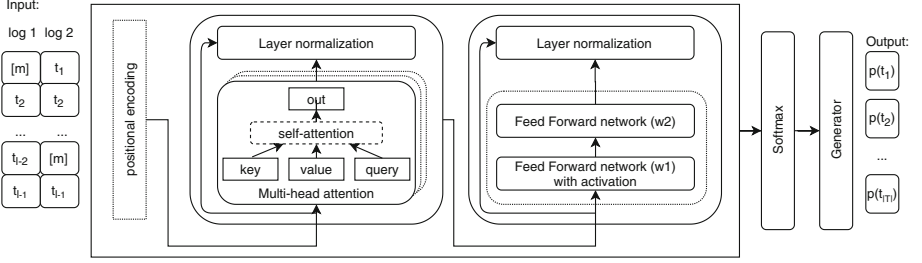 Input:
log 1 log 2
[m] t1
t2 t2
... ...
tl-2 [m]
tl-1 tl-1
positional encoding
Layer normalization
out
self-attention
key value query
Multi-head attention
Layer normalization
Feed Forward network (w2)
Feed Forward network (w1)
with activation
Softmax
Generator
Output:
p(t1)
p(t2)
...
p(t|T|)